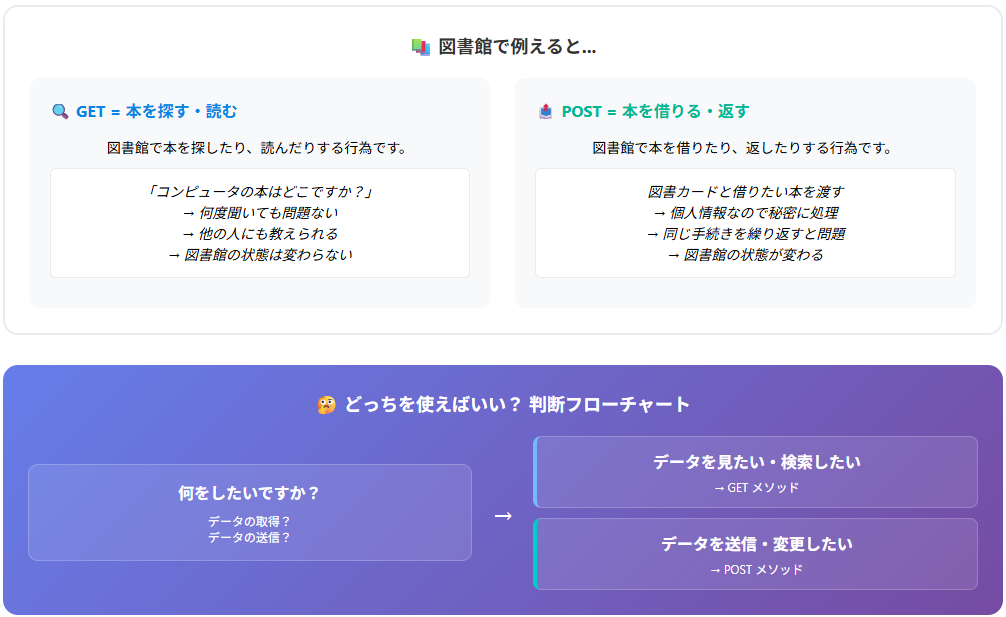 📚 図書館で例えると...
🔍 GET = 本を探す・読む
図書館で本を探したり、読んだりする行為です。
「コンピュータの本はどこですか？」
→ 何度聞いても問題ない
→ 他の人にも教えられる
→ 図書館の状態は変わらない
📤 POST = 本を借りる・返す
図書館で本を借りたり、返したりする行為です。
図書カードと借りたい本を渡す
→ 個人情報なので秘密に処理
→ 同じ手続きを繰り返すと問題
→ 図書館の状態が変わる
🤔 どっちを使えばいい？ 判断フローチャート
何をしたいですか？
データの取得？
データの送信？
→
データを見たい・検索したい
→ GET メソッド
データを送信・変更したい
→ POST メソッド